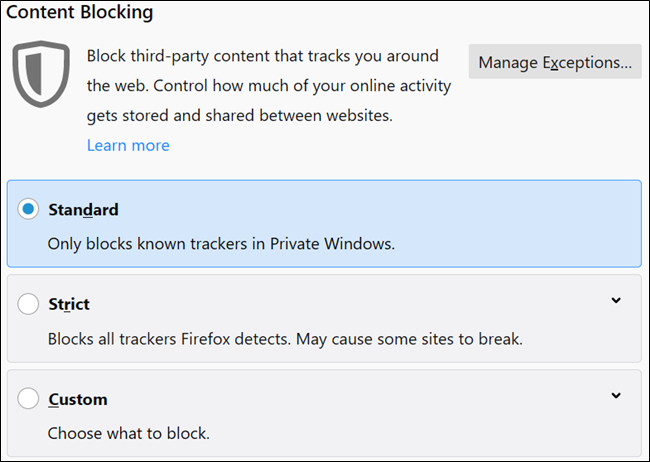 Content Blocking
Block third-party content that tracks you around
the web. Control how much of your online activity
gets stored and shared between websites.
Learn more
Manage Exceptions...
Standard
Only blocks known trackers in Private Windows.
Strict
Blocks all trackers Firefox detects. May cause some sites to break.
Custom
Choose what to block.